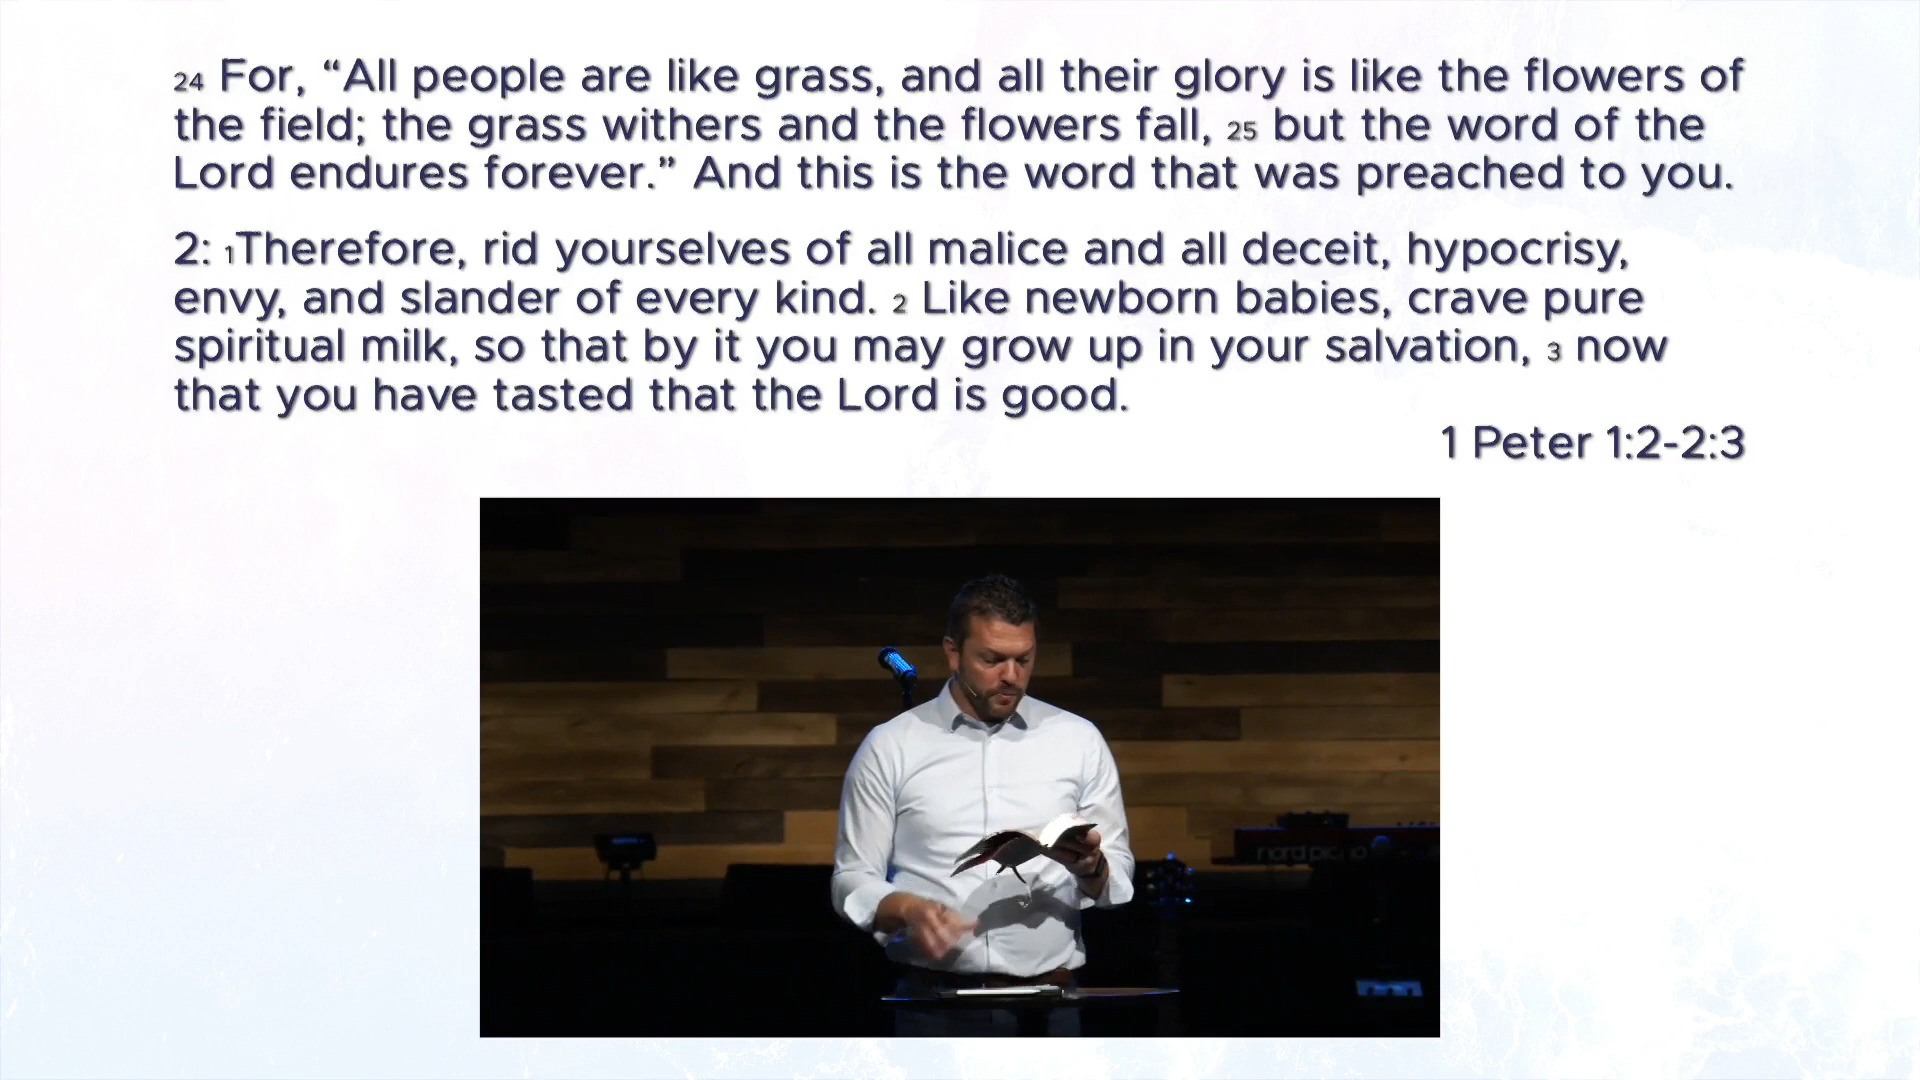 24 For, “All people are like grass, and all their glory is like the flowers of
the field; the grass withers and the flowers fall, 25 but the word of the
Lord endures forever.” And this is the word that was preached to you.
2: 1Therefore, rid yourselves of all malice and all deceit, hypocrisy,
envy, and slander of every kind. 2 Like newborn babies, crave pure
spiritual milk, so that by it you may grow up in your salvation, 3 now
that you have tasted that the Lord is good.
1 Peter 1:2-2:3
nord piano